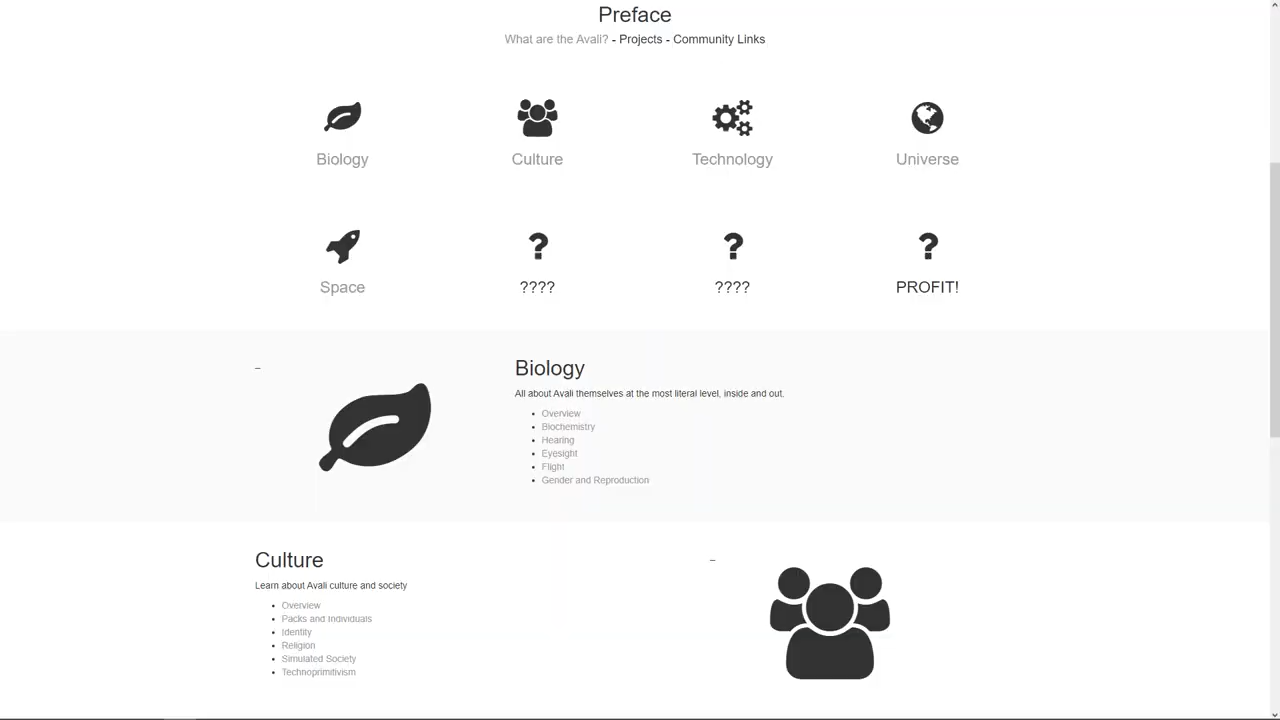 Preface
What are the Avali? - Projects - Community Links
Biology
Culture
Technology
Universe
Space
????
????
PROFIT!
Biology
All about Avali themselves at the most literal level, inside and out.
Overview
Biochemistry
Hearing
Eyesight
Flight
Gender and Reproduction
Culture
Learn about Avali culture and society
Overview
Packs and Individuals
Identity
Religion
Simulated Society
Technoprimitivism